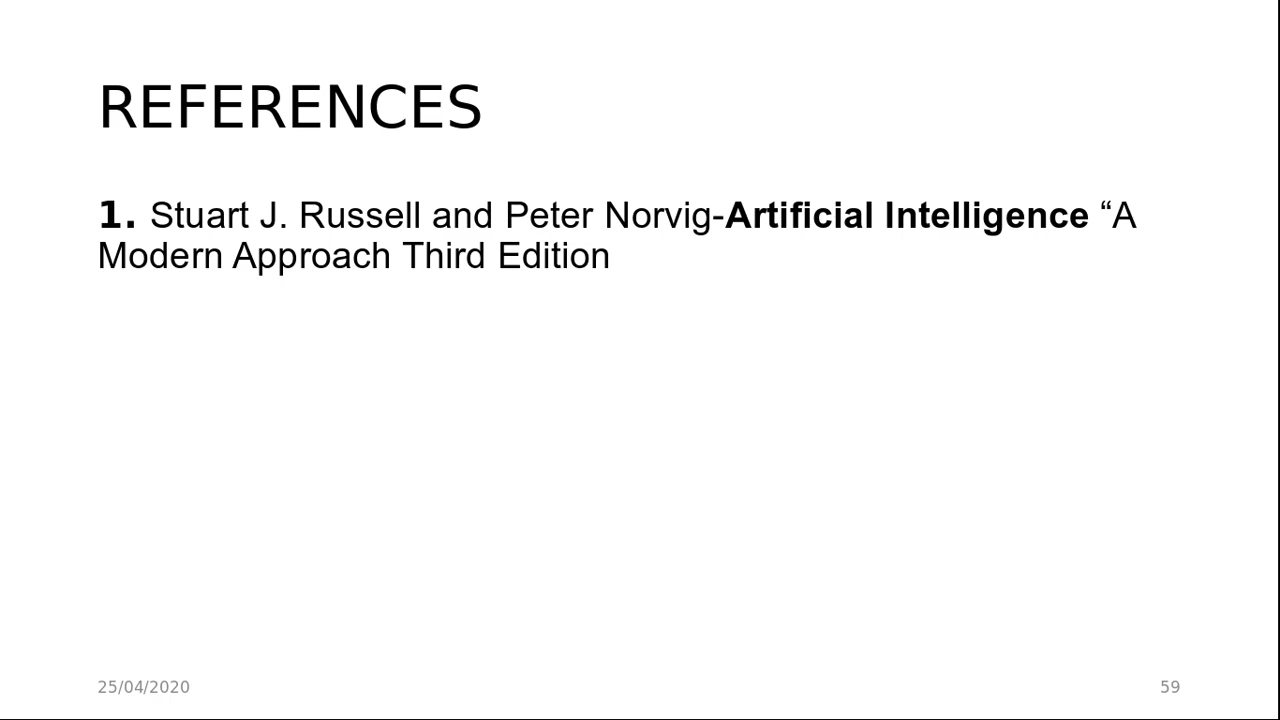 REFERENCES
1. Stuart J. Russell and Peter Norvig-Artificial Intelligence “A
Modern Approach Third Edition
25/04/2020
59